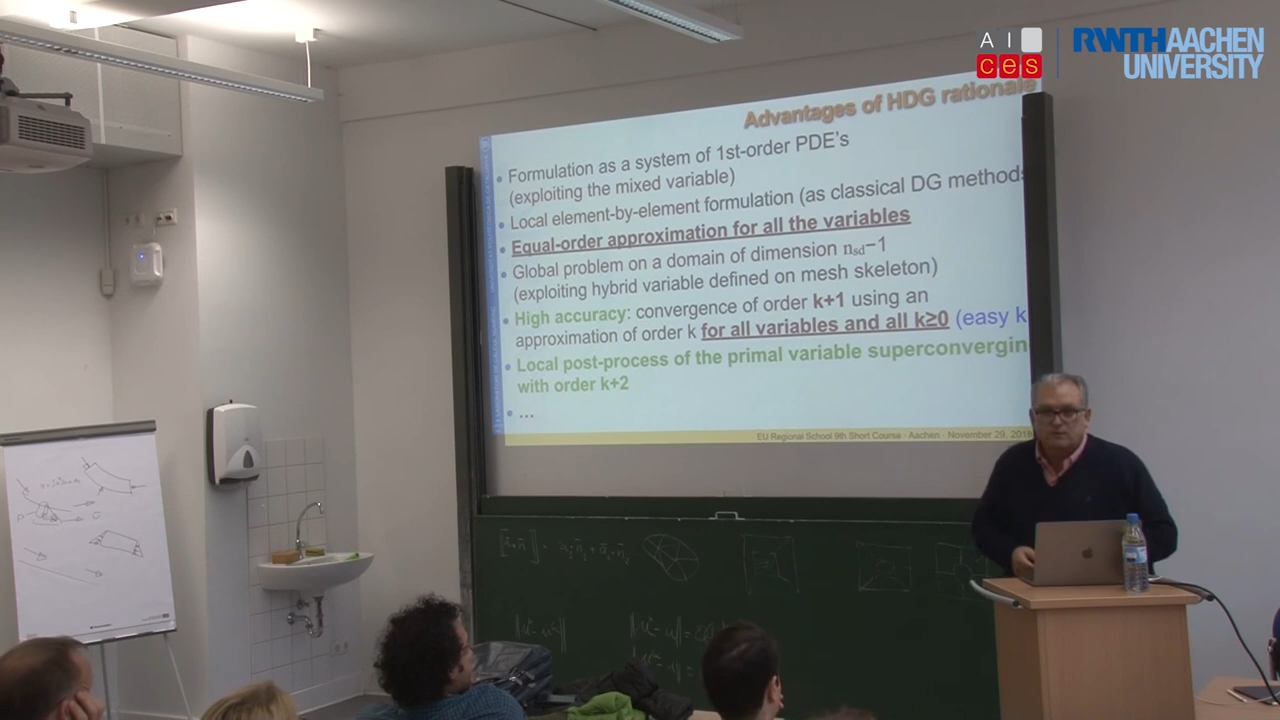 AICES
RWTHAACHEN
UNIVERSITY
Advantages of HDG rationale
• Formulation as a system of 1st-order PDE's
(exploiting the mixed variable)
• Local element-by-element formulation (as classical DG methods
• Equal-order approximation for all the variables
• Global problem on a domain of dimension nsd−1
(exploiting hybrid variable defined on mesh skeleton)
• High accuracy: convergence of order k+1 using an
approximation of order k for all variables and all k≥0 (easy k
• Local post-process of the primal variable superconvergin
with order k+2
• ...
EU Regional School 9th Short Course · Aachen · November 29, 201